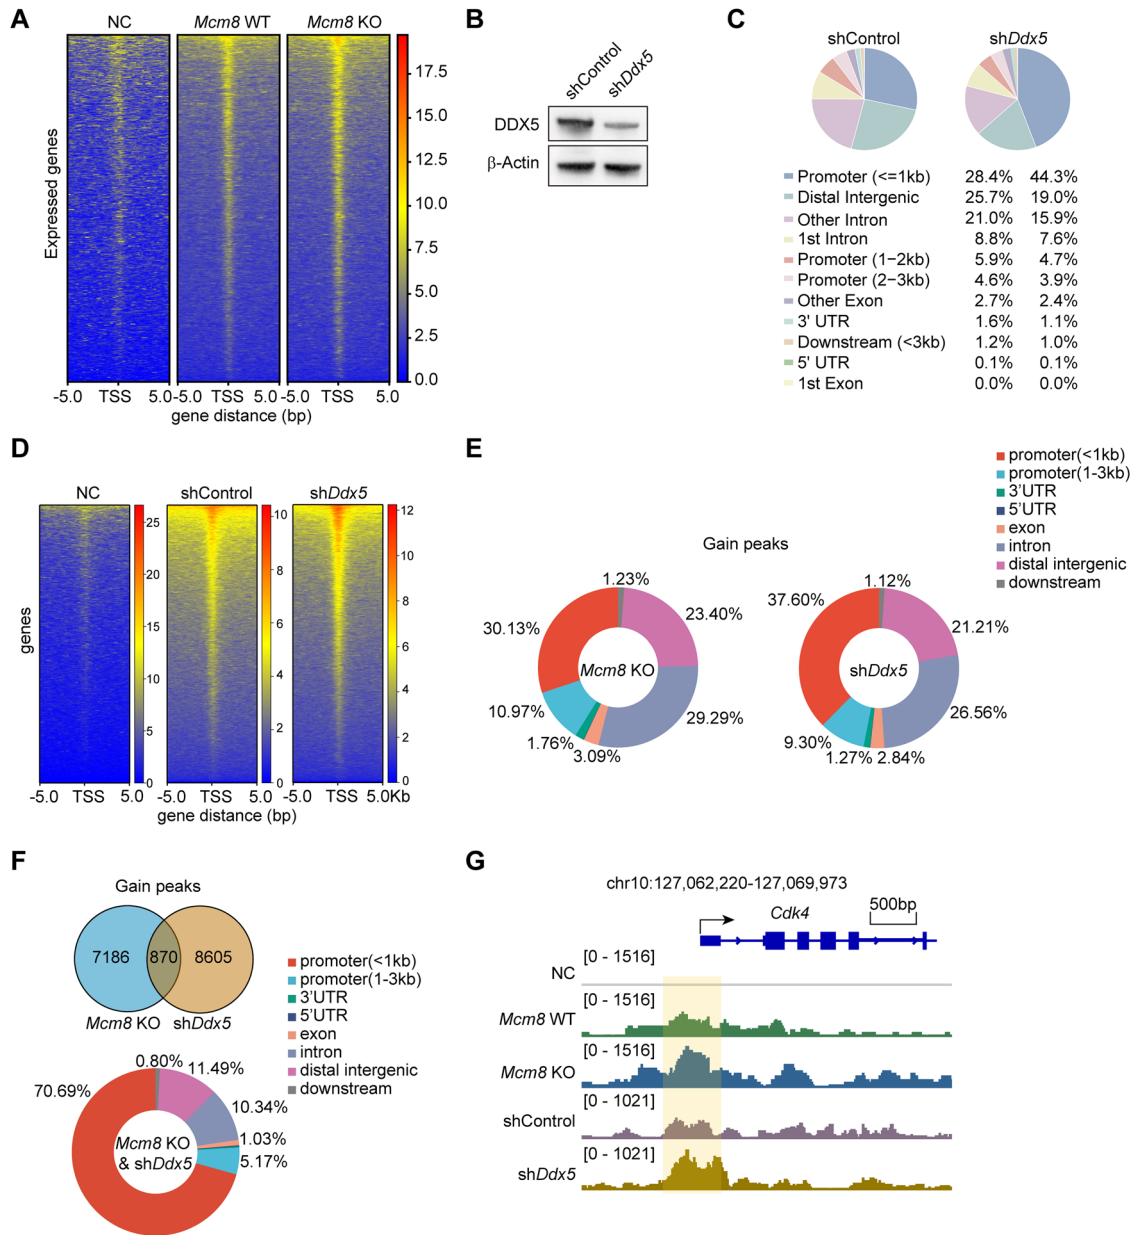 A
NC
Mcm8 WT
Mcm8 KO
Expressed genes
17.5
15.0
12.5
10.0
7.5
5.0
2.5
0.0
-5.0 TSS 5.0 -5.0 TSS 5.0 -5.0 TSS 5.0
gene distance (bp)
B
shControl
shDdx5
DDX5
β-Actin
C
shControl shDdx5
Promoter (<=1kb) 28.4% 44.3%
Distal Intergenic 25.7% 19.0%
Other Intron 21.0% 15.9%
1st Intron 8.8% 7.6%
Promoter (1−2kb) 5.9% 4.7%
Promoter (2−3kb) 4.6% 3.9%
Other Exon 2.7% 2.4%
3' UTR 1.6% 1.1%
Downstream (<3kb) 1.2% 1.0%
5' UTR 0.1% 0.1%
1st Exon 0.0% 0.0%
D
NC
shControl
shDdx5
genes
25
20
15
10
5
0
10
8
6
4
2
0
12
10
8
6
4
2
0
-5.0 TSS 5.0 -5.0 TSS 5.0 -5.0 TSS 5.0Kb
gene distance (bp)
E
promoter(<1kb)
promoter(1-3kb)
3'UTR
5'UTR
exon
intron
distal intergenic
downstream
Gain peaks
1.23%
23.40%
30.13%
Mcm8 KO
10.97%
29.29%
1.76%
3.09%
1.12%
37.60%
21.21%
shDdx5
26.56%
9.30%
1.27%
2.84%
F
Gain peaks
7186 870 8605
Mcm8 KO shDdx5
promoter(<1kb)
promoter(1-3kb)
3'UTR
5'UTR
exon
intron
distal intergenic
downstream
0.80%
11.49%
70.69%
10.34%
Mcm8 KO
& shDdx5
1.03%
5.17%
G
chr10:127,062,220-127,069,973
Cdk4
500bp
[0 - 1516]
NC
[0 - 1516]
Mcm8 WT
[0 - 1516]
Mcm8 KO
[0 - 1021]
shControl
[0 - 1021]
shDdx5